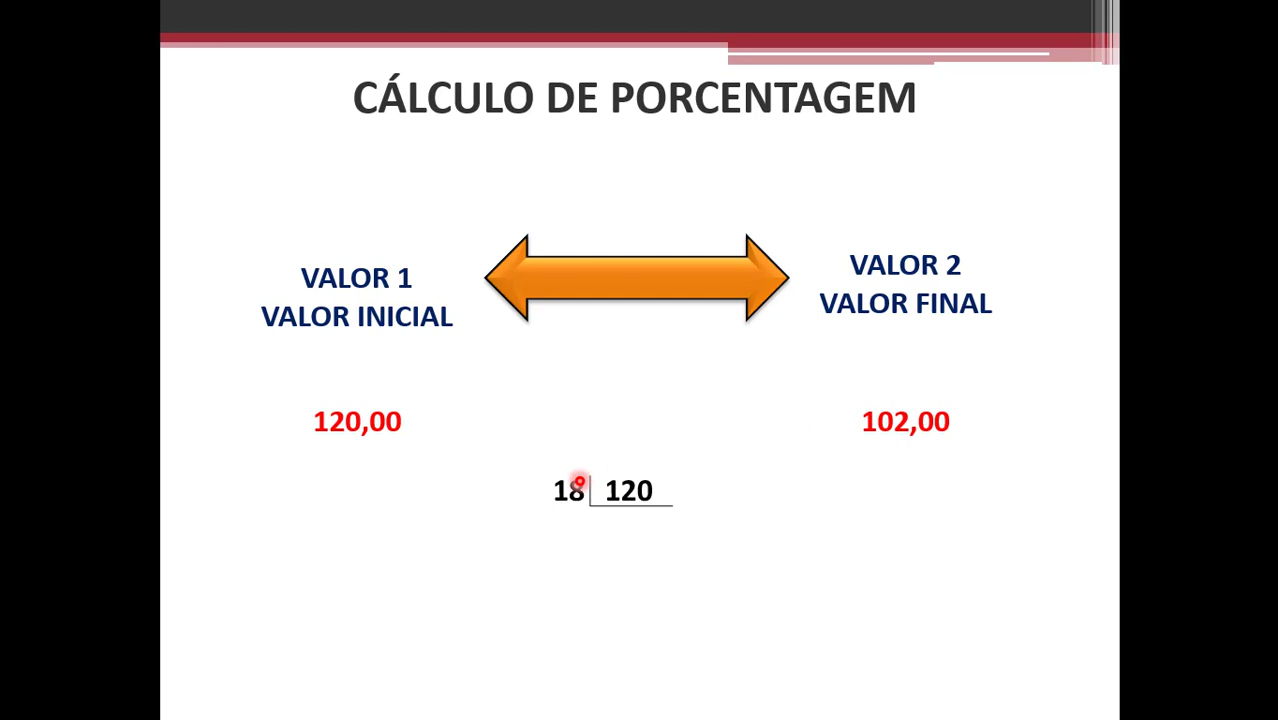 CÁLCULO DE PORCENTAGEM
VALOR 1
VALOR INICIAL
VALOR 2
VALOR FINAL
120,00
102,00
18 120